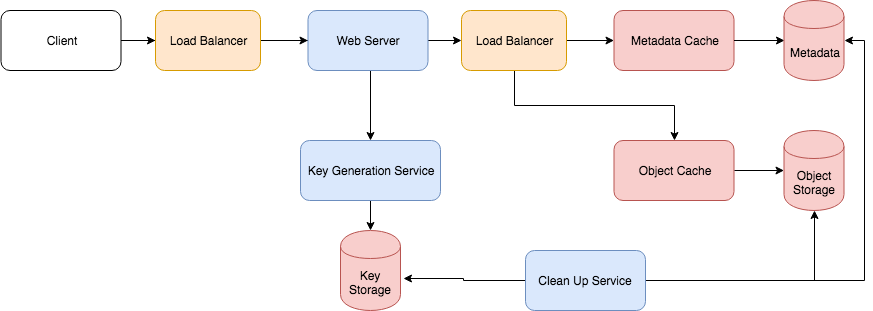 Client
Load Balancer
Web Server
Load Balancer
Metadata Cache
Metadata
Key Generation Service
Object Cache
Object
Storage
Key
Storage
Clean Up Service